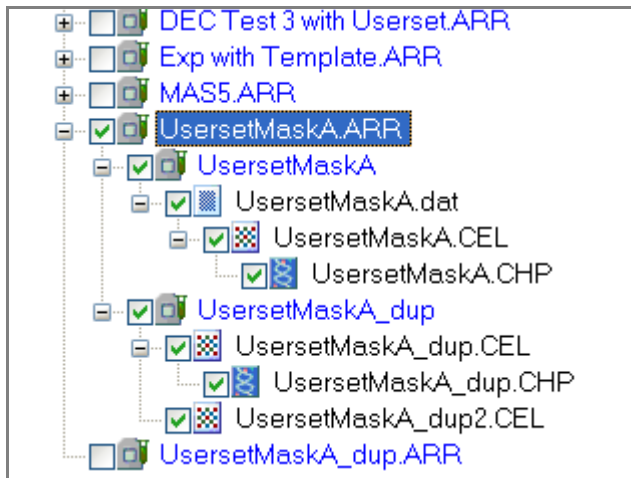 DEC Test 3 with Userset.ARR
Exp with Template.ARR
MAS5.ARR
UsersetMaskA.ARR
UsersetMaskA
UsersetMaskA.dat
UsersetMaskA.CEL
UsersetMaskA.CHP
UsersetMaskA_dup
UsersetMaskA_dup.CEL
UsersetMaskA_dup.CHP
UsersetMaskA_dup2.CEL
UsersetMaskA_dup.ARR